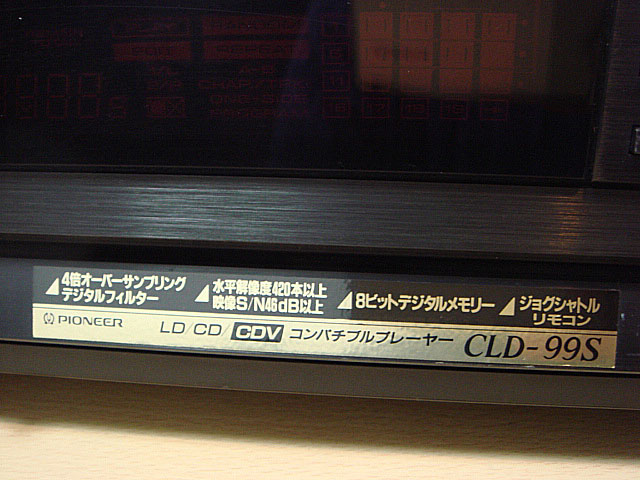 REPEAT
4倍オーバーサンプリング
デジタルフィルター
水平解像度420本以上
映像S/N46dB以上
8ビットデジタルメモリー
ジョグシャトル
リモコン
PIONEER
LD/CD/CDV コンパチブルプレーヤー CLD-99S